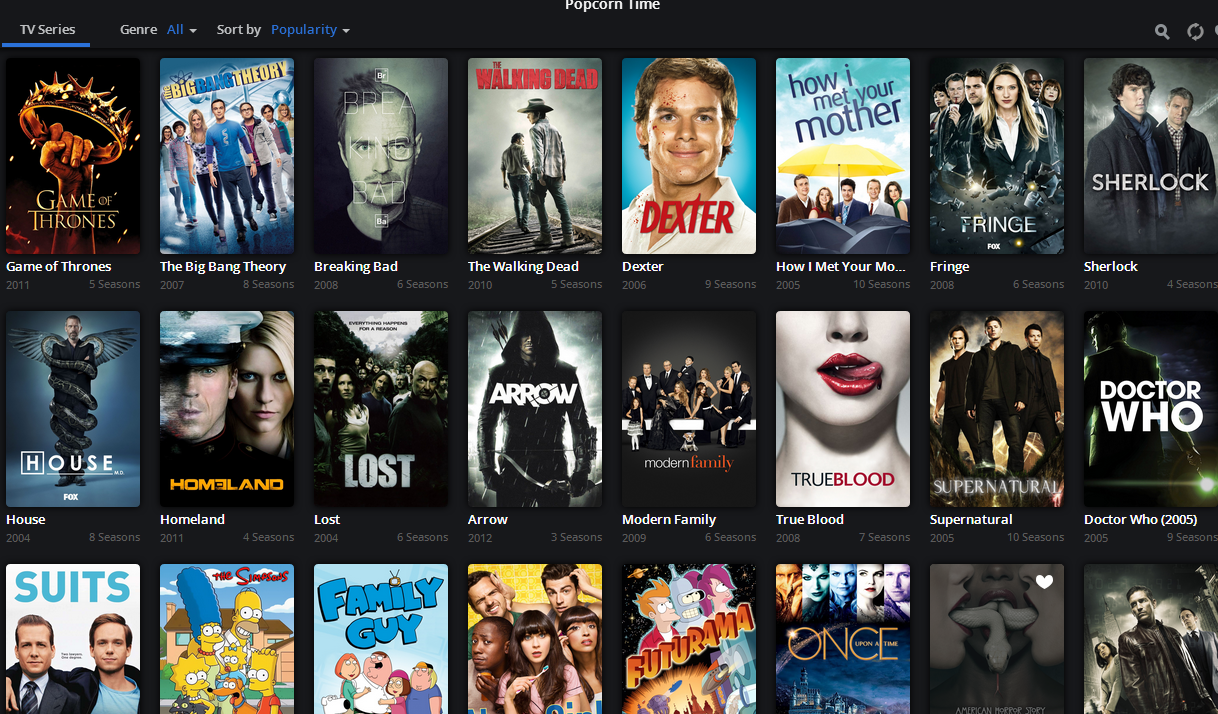 Popcorn Time
TV Series Genre All Sort by Popularity
GAME OF THRONES
Game of Thrones
2011 5 Seasons
THE BIG BANG THEORY
The Big Bang Theory
2007 8 Seasons
Br
BREA
KING
BAD
Ba
Breaking Bad
2008 6 Seasons
THE WALKING DEAD
The Walking Dead
2010 5 Seasons
DEXTER
Dexter
2006 9 Seasons
how i
met your
mother
How I Met Your Mo...
2005 10 Seasons
FRINGE
FOX
Fringe
2008 6 Seasons
SHERLOCK
Sherlock
2010 4 Seasons
HOUSE M.D.
FOX
House
2004 8 Seasons
HOMELAND
Homeland
2011 4 Seasons
EVERYTHING HAPPENS
FOR A REASON
LOST
Lost
2004 6 Seasons
ARROW
Arrow
2012 3 Seasons
modern family
Modern Family
2009 6 Seasons
TRUEBLOOD
True Blood
2008 7 Seasons
SUPERNATURAL
Supernatural
2005 10 Seasons
DOCTOR
WHO
Doctor Who (2005)
2005 9 Seasons
SUITS
Two lawyers.
One degree.
THE SIMPSONS
FAMILY
GUY
FUTURAMA
ONCE UPON A TIME
AMERICAN HORROR STORY